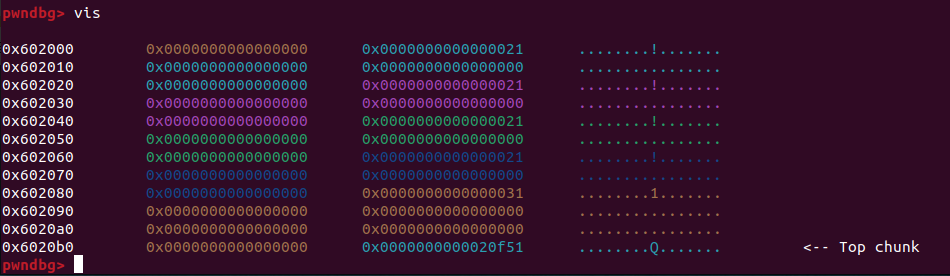 pwndbg> vis
0x602000 0x0000000000000000 0x0000000000000021 ........!.......
0x602010 0x0000000000000000 0x0000000000000000 ................
0x602020 0x0000000000000000 0x0000000000000021 ........!.......
0x602030 0x0000000000000000 0x0000000000000000 ................
0x602040 0x0000000000000000 0x0000000000000021 ........!.......
0x602050 0x0000000000000000 0x0000000000000000 ................
0x602060 0x0000000000000000 0x0000000000000021 ........!.......
0x602070 0x0000000000000000 0x0000000000000000 ................
0x602080 0x0000000000000000 0x0000000000000031 ........1.......
0x602090 0x0000000000000000 0x0000000000000000 ................
0x6020a0 0x0000000000000000 0x0000000000000000 ................
0x6020b0 0x0000000000000000 0x0000000000020f51 ........Q....... <-- Top chunk
pwndbg>